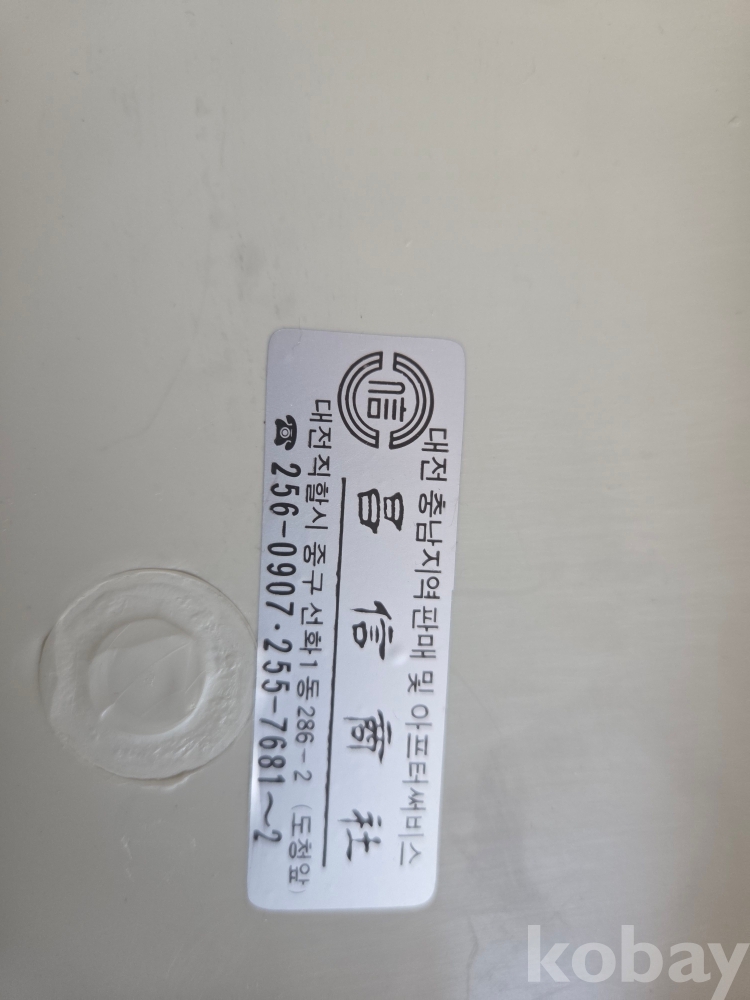 대전 충남지역 판매 및 아프터써비스
信
昌信商社
대전직할시 중구 선화1동 286-2 (도청앞)
☎ 256-0907·255-7681~2
kobay